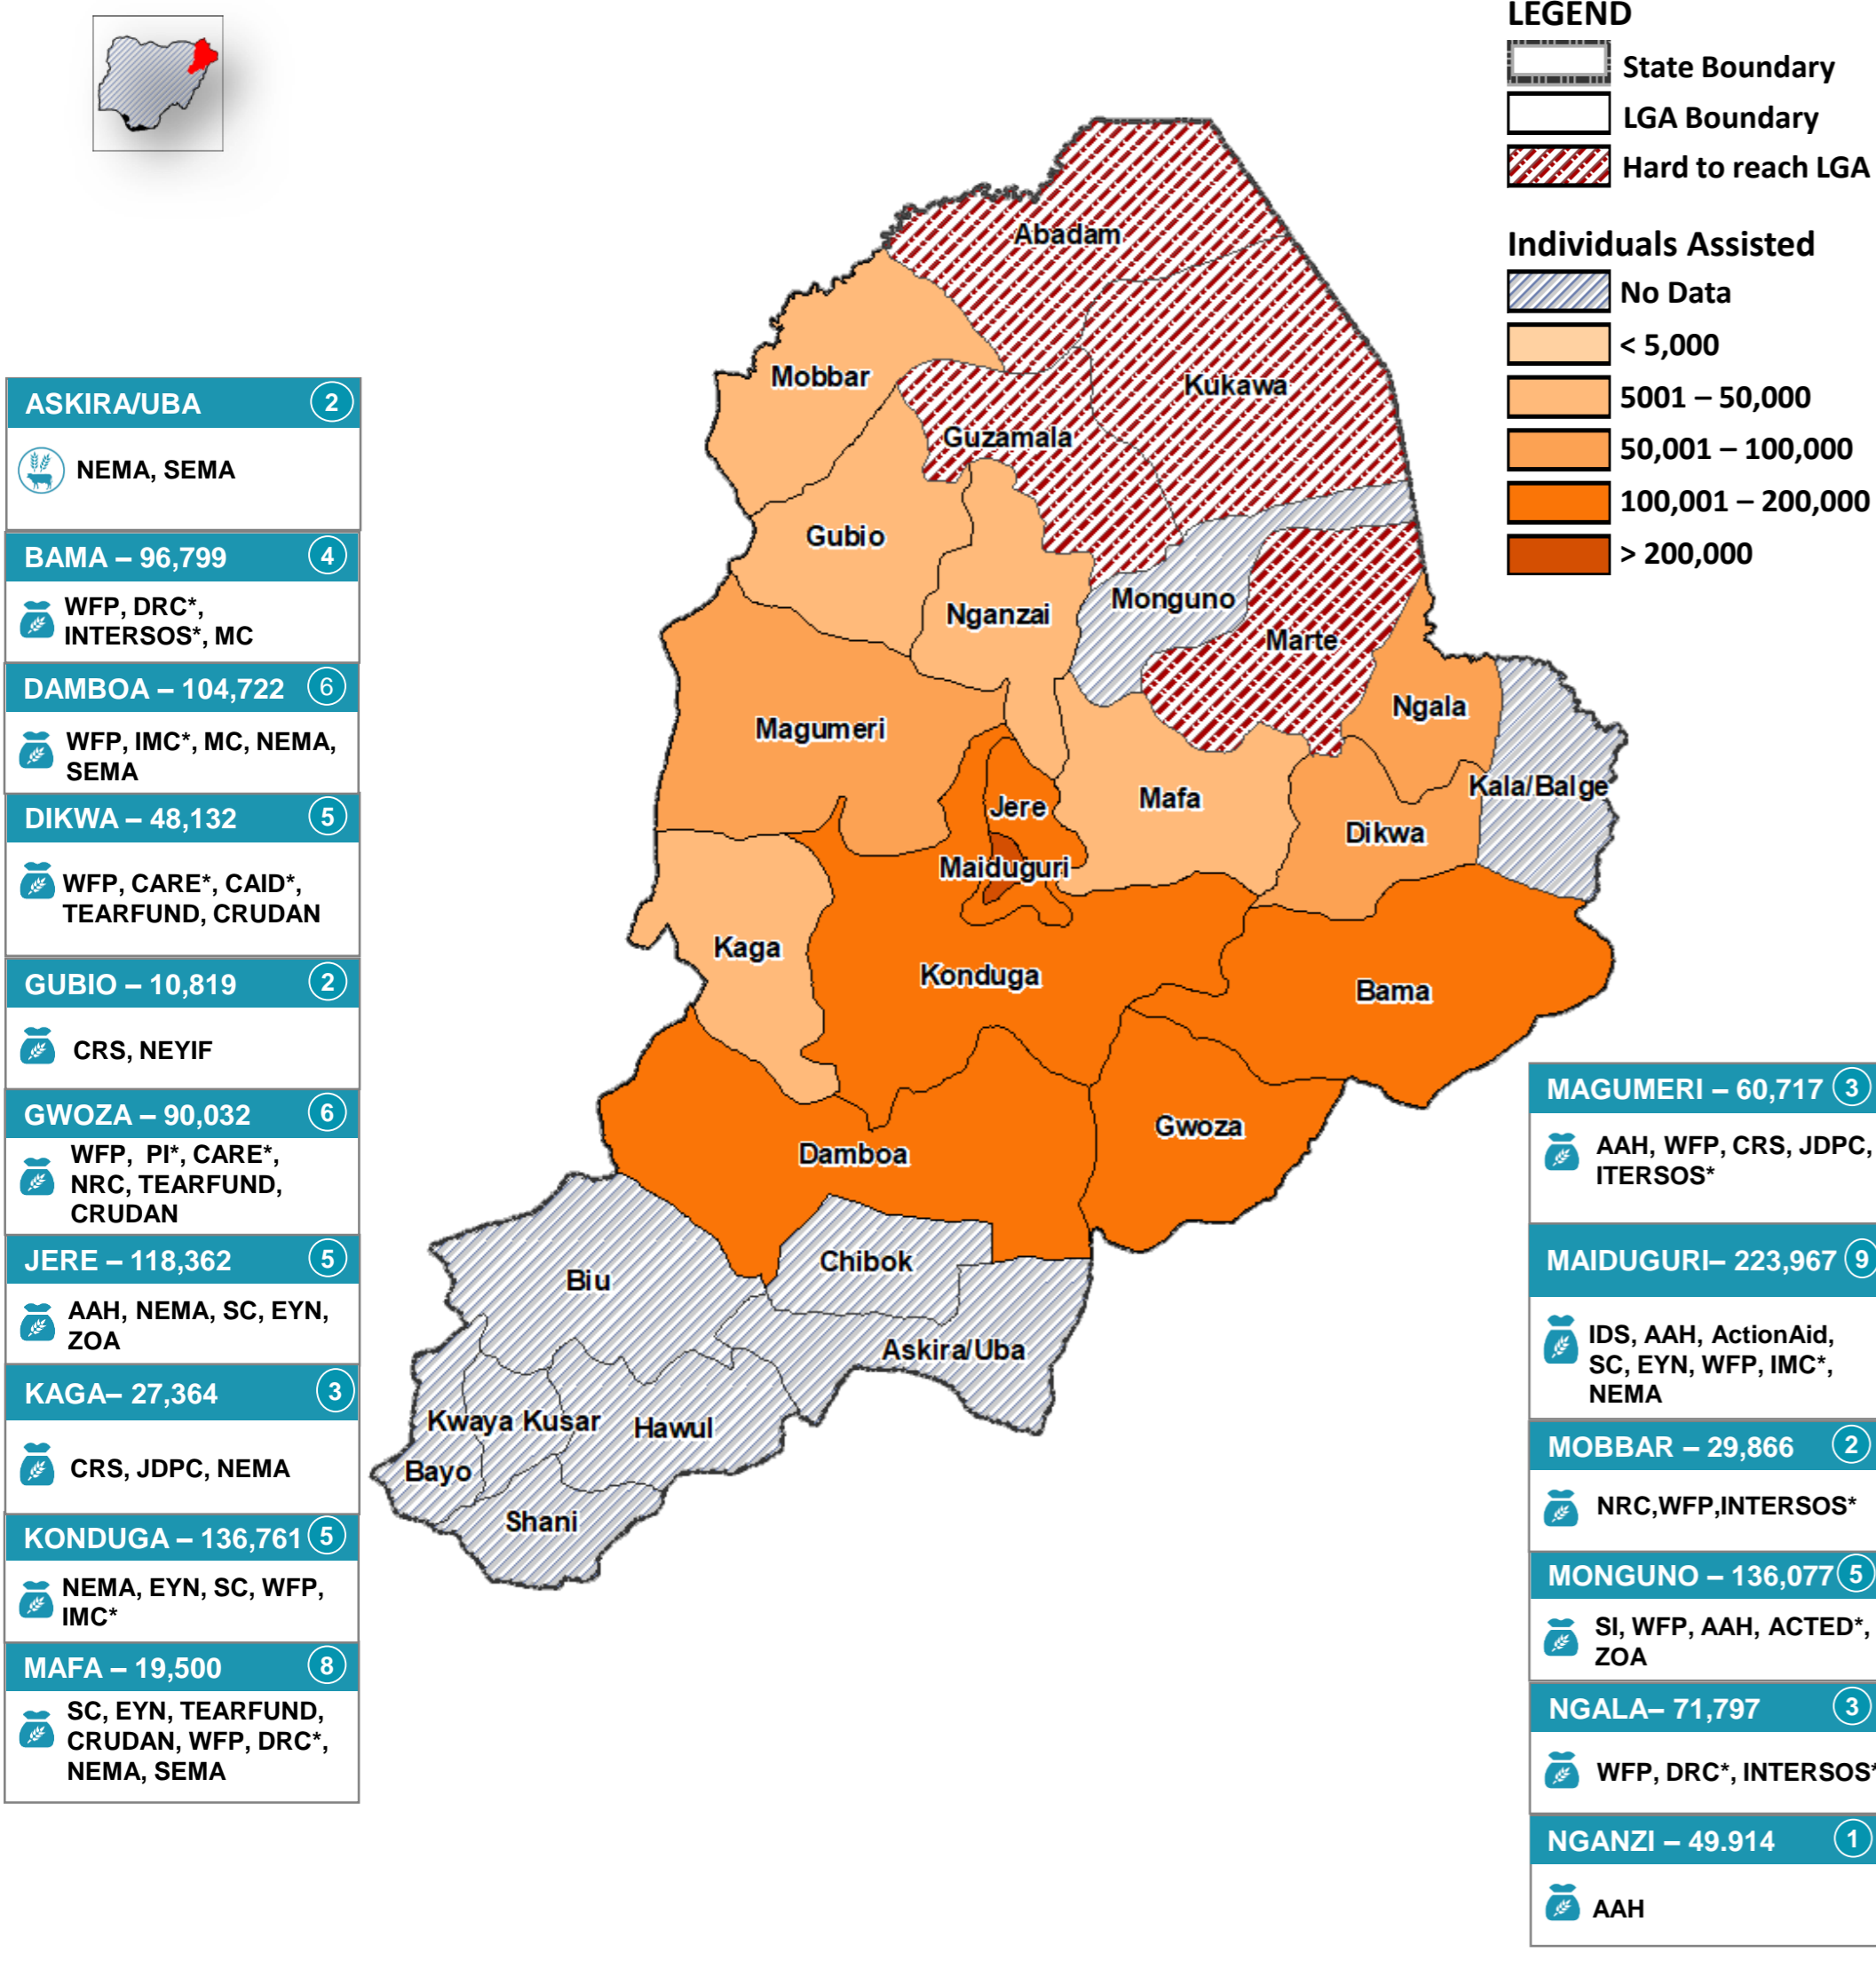 LEGEND
State Boundary
LGA Boundary
Hard to reach LGA
Individuals Assisted
No Data
< 5,000
5001 – 50,000
50,001 – 100,000
100,001 – 200,000
> 200,000
Abadam
Mobbar
Kukawa
Guzamala
Gubio
Nganzai
Monguno
Marte
Ngala
Magumeri
Kala/Balge
Jere
Mafa
Dikwa
Maiduguri
Kaga
Konduga
Bama
Gwoza
Damboa
Chibok
Biu
Askira/Uba
Kwaya Kusar
Hawul
Bayo
Shani
ASKIRA/UBA 2
NEMA, SEMA
BAMA – 96,799 4
WFP, DRC*,
INTERSOS*, MC
DAMBOA – 104,722 6
WFP, IMC*, MC, NEMA,
SEMA
DIKWA – 48,132 5
WFP, CARE*, CAID*,
TEARFUND, CRUDAN
GUBIO – 10,819 2
CRS, NEYIF
GWOZA – 90,032 6
WFP, PI*, CARE*,
NRC, TEARFUND,
CRUDAN
JERE – 118,362 5
AAH, NEMA, SC, EYN,
ZOA
KAGA– 27,364 3
CRS, JDPC, NEMA
KONDUGA – 136,761 5
NEMA, EYN, SC, WFP,
IMC*
MAFA – 19,500 8
SC, EYN, TEARFUND,
CRUDAN, WFP, DRC*,
NEMA, SEMA
MAGUMERI – 60,717 3
AAH, WFP, CRS, JDPC,
ITERSOS*
MAIDUGURI– 223,967 9
IDS, AAH, ActionAid,
SC, EYN, WFP, IMC*,
NEMA
MOBBAR – 29,866 2
NRC,WFP,INTERSOS*
MONGUNO – 136,077 5
SI, WFP, AAH, ACTED*,
ZOA
NGALA– 71,797 3
WFP, DRC*, INTERSOS*
NGANZI – 49.914 1
AAH